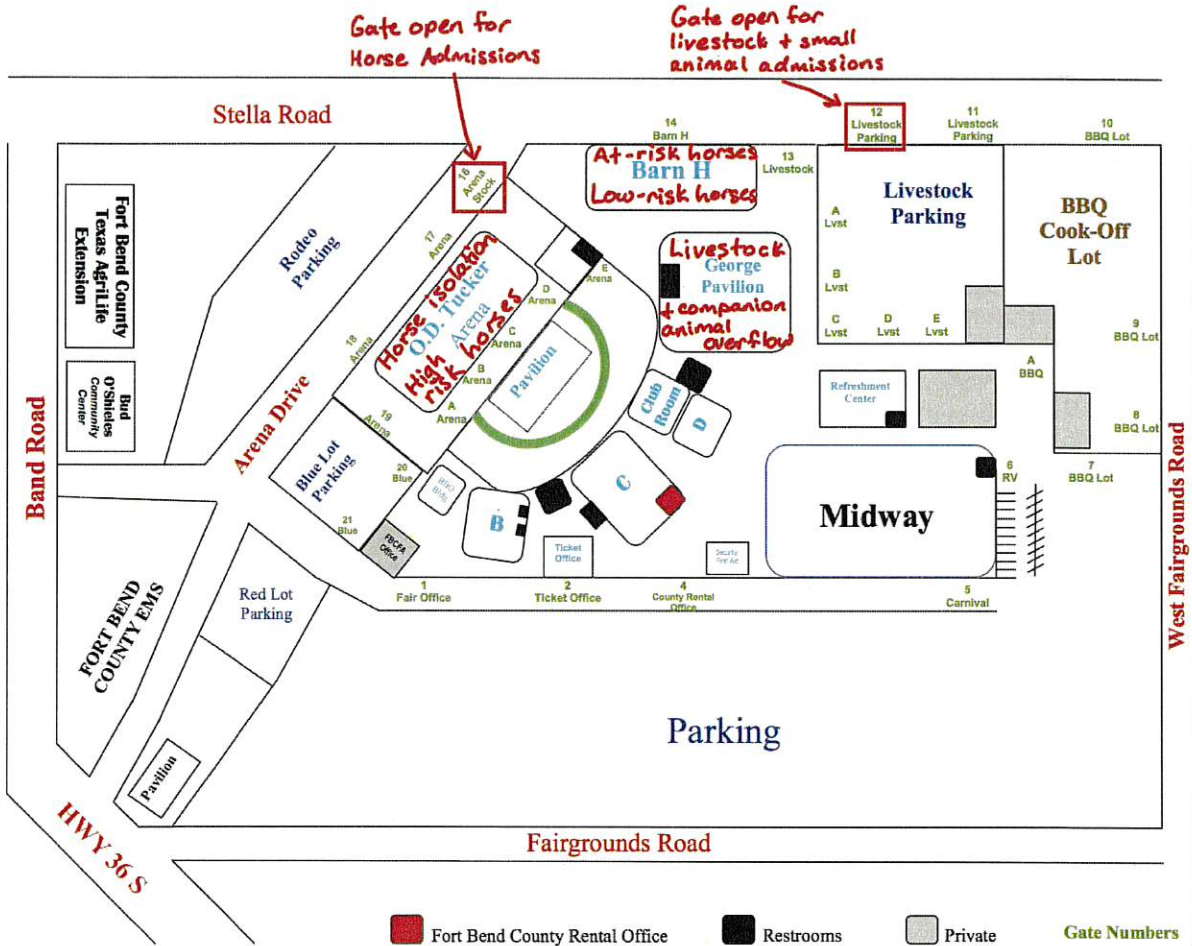 Gate open for
Horse Admissions
Gate open for
livestock + small
animal admissions
Stella Road
14
Barn H
12
Livestock
Parking
11
Livestock
Parking
10
BBQ Lot
At-risk horses
Barn H
Low-risk horses
13
Livestock
16
Arena
Stock
Fort Bend County
Texas AgriLife
Extension
Rodeo
Parking
17
Arena
Livestock
Parking
BBQ
Cook-Off
Lot
A
Lvst
B
Lvst
C
Lvst
D
Lvst
E
Lvst
Livestock
George
Pavilion
+ companion
animal
overflow
Horse isolation
O.D. Tucker
Arena
High
risk horses
E
Arena
D
Arena
C
Arena
B
Arena
A
Arena
Pavilion
18
Arena
9
BBQ Lot
A
BBQ
Bud
O'Shieles
Community
Center
Band Road
Arena Drive
19
Arena
Club
Room
D
Refreshment
Center
8
BBQ Lot
Blue Lot
Parking
20
Blue
C
6
RV
7
BBQ Lot
B
Midway
21
Blue
FBCFA
Office
Ticket
Office
Security
First Aid
1
Fair Office
2
Ticket Office
4
County Rental
Office
5
Carnival
West Fairgrounds Road
Red Lot
Parking
FORT BEND
COUNTY EMS
Parking
Pavilion
HWY 36 S
Fairgrounds Road
Fort Bend County Rental Office
Restrooms
Private
Gate Numbers